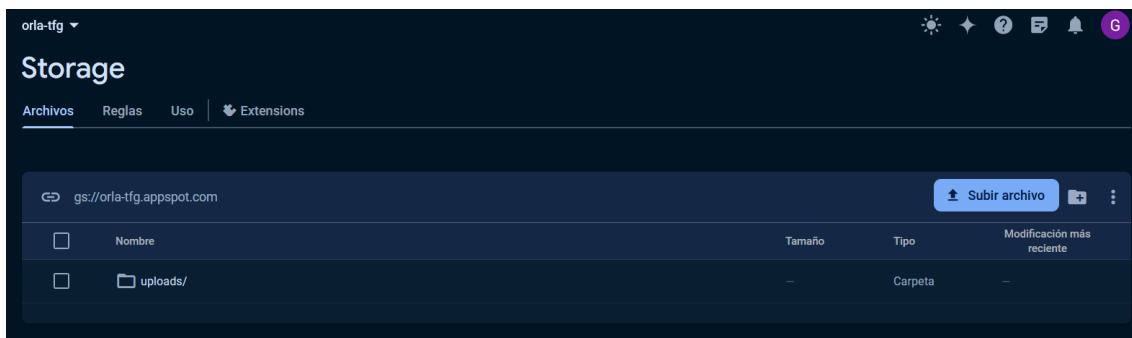 orla-tfg
G
Storage
Archivos Reglas Uso Extensions
gs://orla-tfg.appspot.com Subir archivo
Nombre Tamaño Tipo Modificación más
reciente
uploads/ — Carpeta —